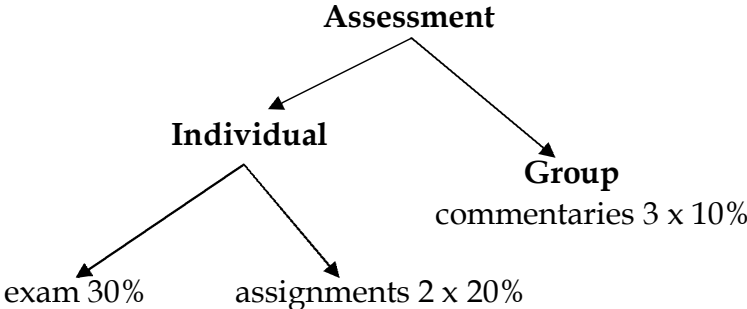 Assessment
Individual
Group
commentaries 3 x 10%
exam 30%
assignments 2 x 20%